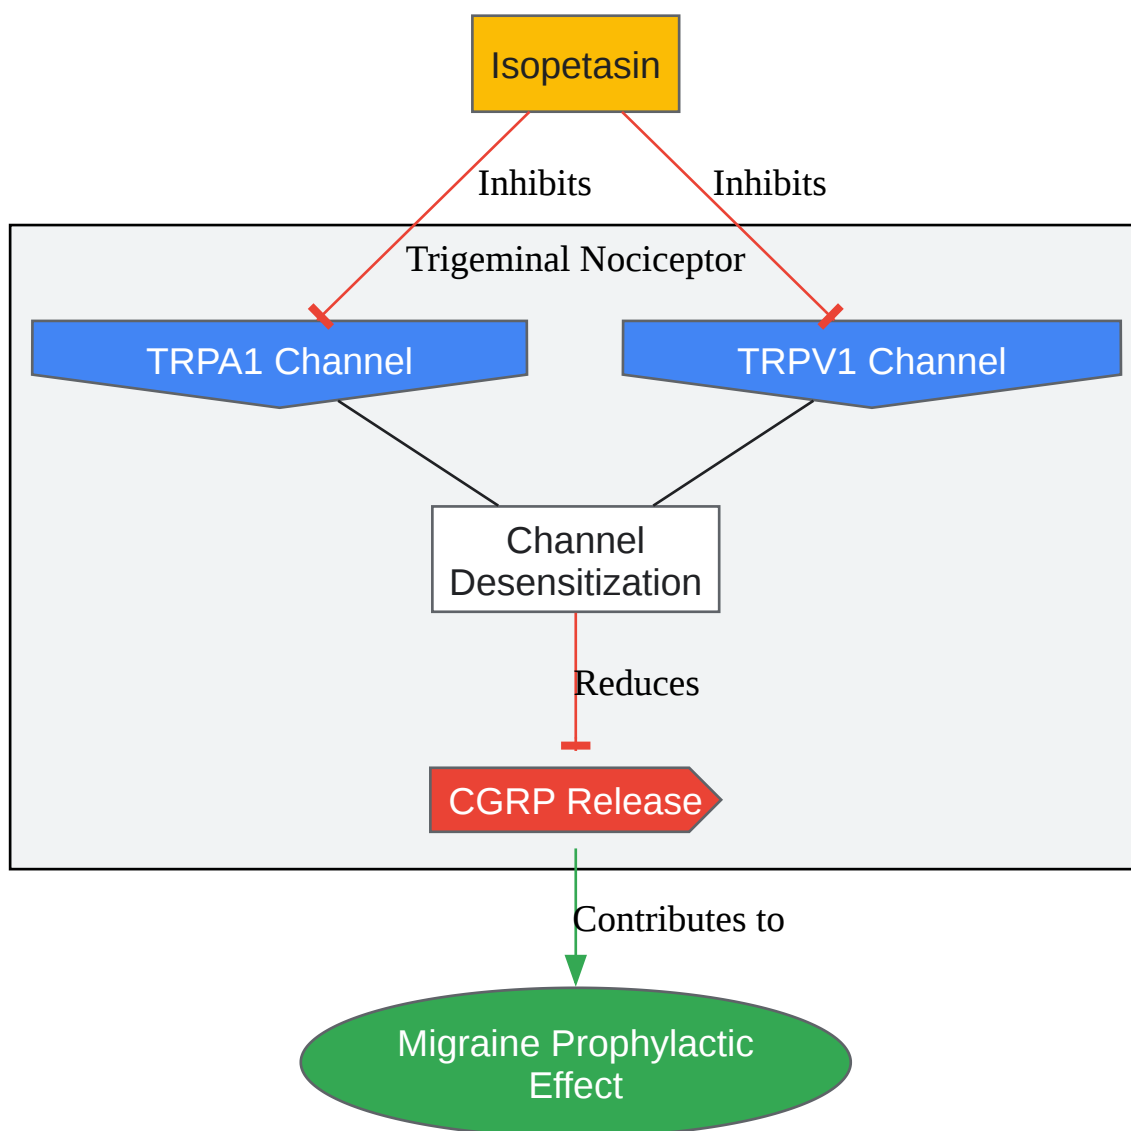 Isopetasin
Inhibits
Inhibits
Trigeminal Nociceptor
TRPA1 Channel
TRPV1 Channel
Channel
Desensitization
Reduces
CGRP Release
Contributes to
Migraine Prophylactic
Effect